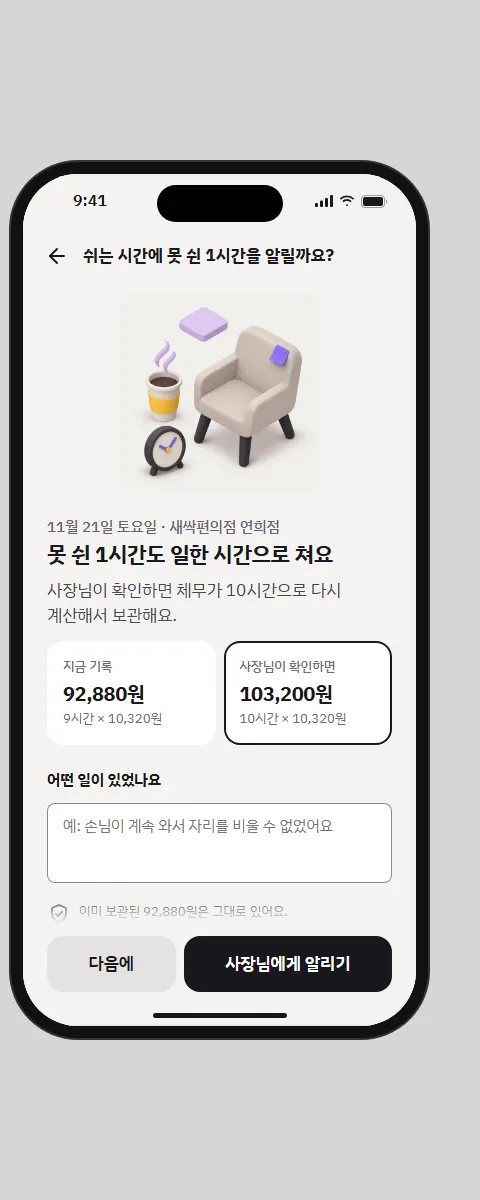 9:41
쉬는 시간에 못 쉰 1시간을 알릴까요?
11월 21일 토요일 · 새싹편의점 연희점
못 쉰 1시간도 일한 시간으로 쳐요
사장님이 확인하면 체무가 10시간으로 다시
계산해서 보관해요.
지금 기록
92,880원
9시간 × 10,320원
사장님이 확인하면
103,200원
10시간 × 10,320원
어떤 일이 있었나요
예: 손님이 계속 와서 자리를 비울 수 없었어요
이미 보관된 92,880원은 그대로 있어요.
다음에
사장님에게 알리기